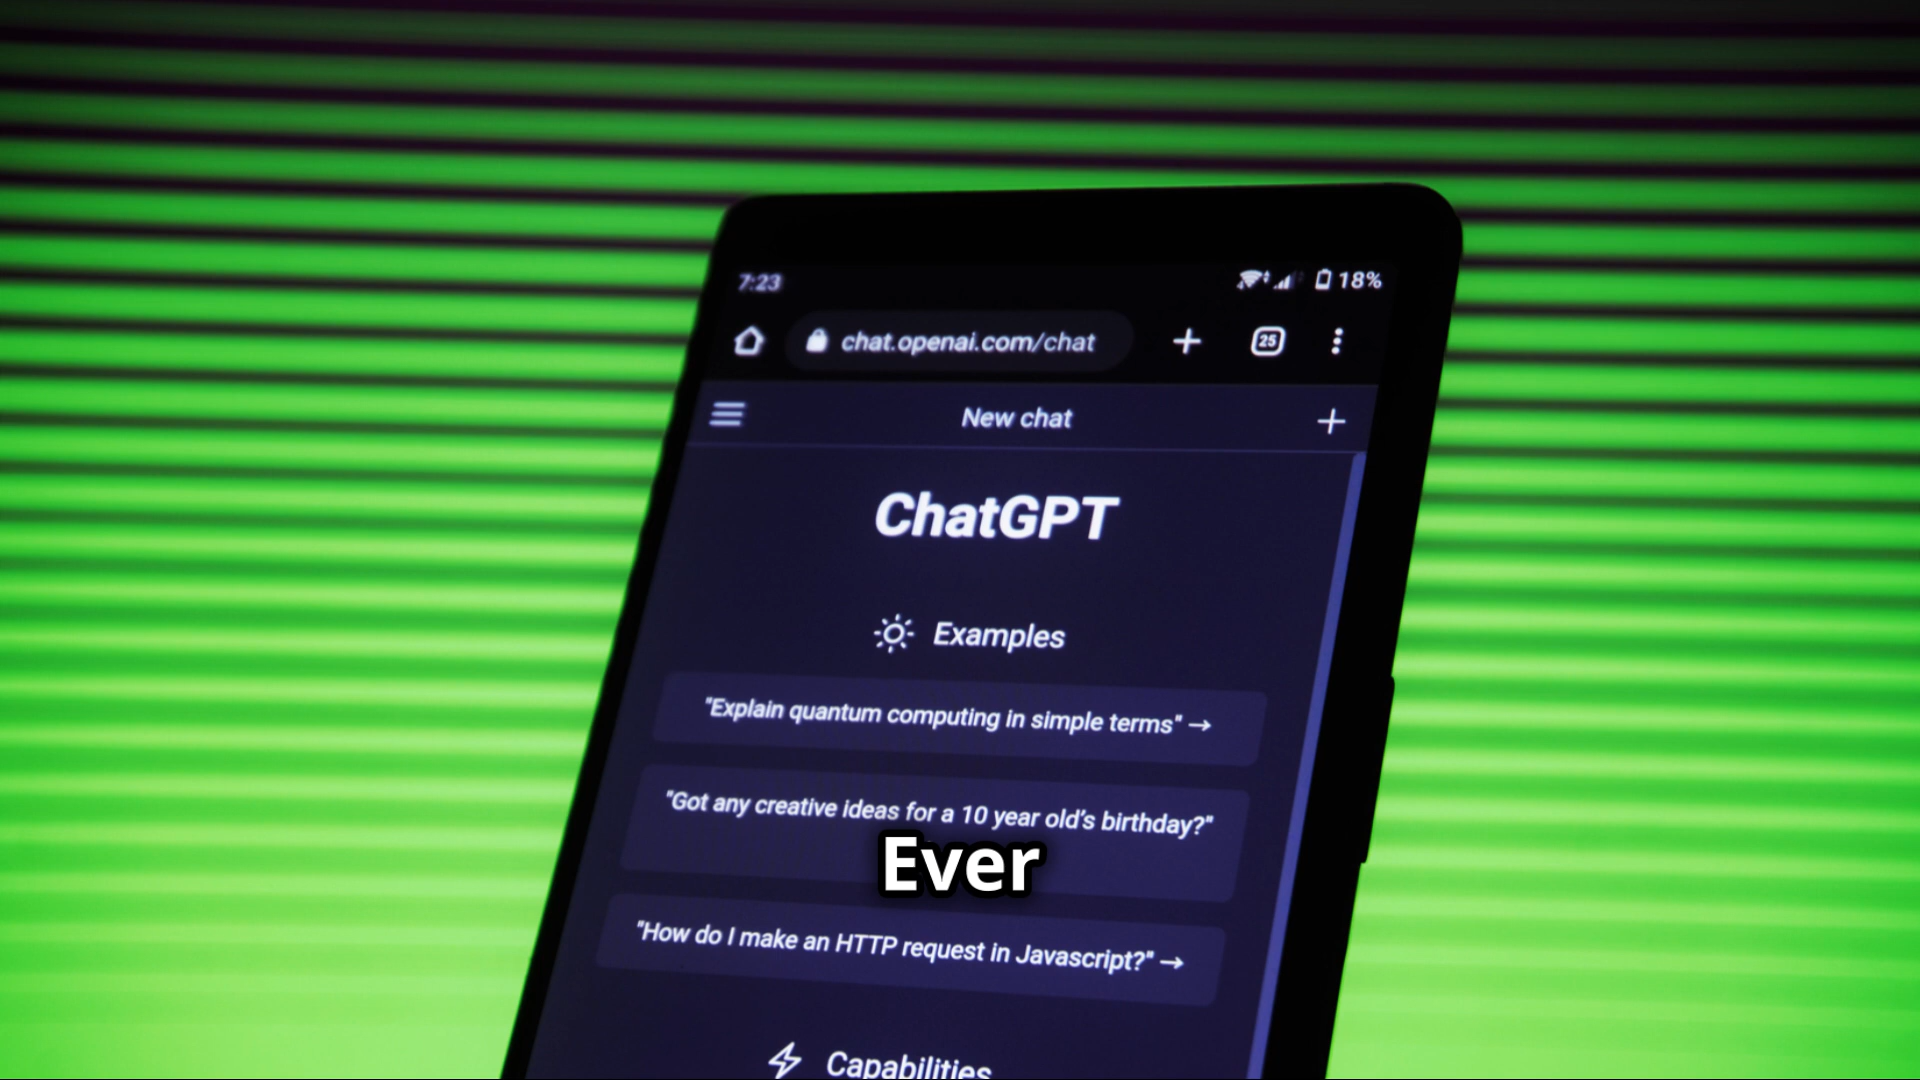 7:23
18%
chat.openai.com/chat
25
New chat
ChatGPT
Examples
"Explain quantum computing in simple terms" →
"Got any creative ideas for a 10 year old's birthday?"
Ever
"How do I make an HTTP request in Javascript?" →
Capabilities